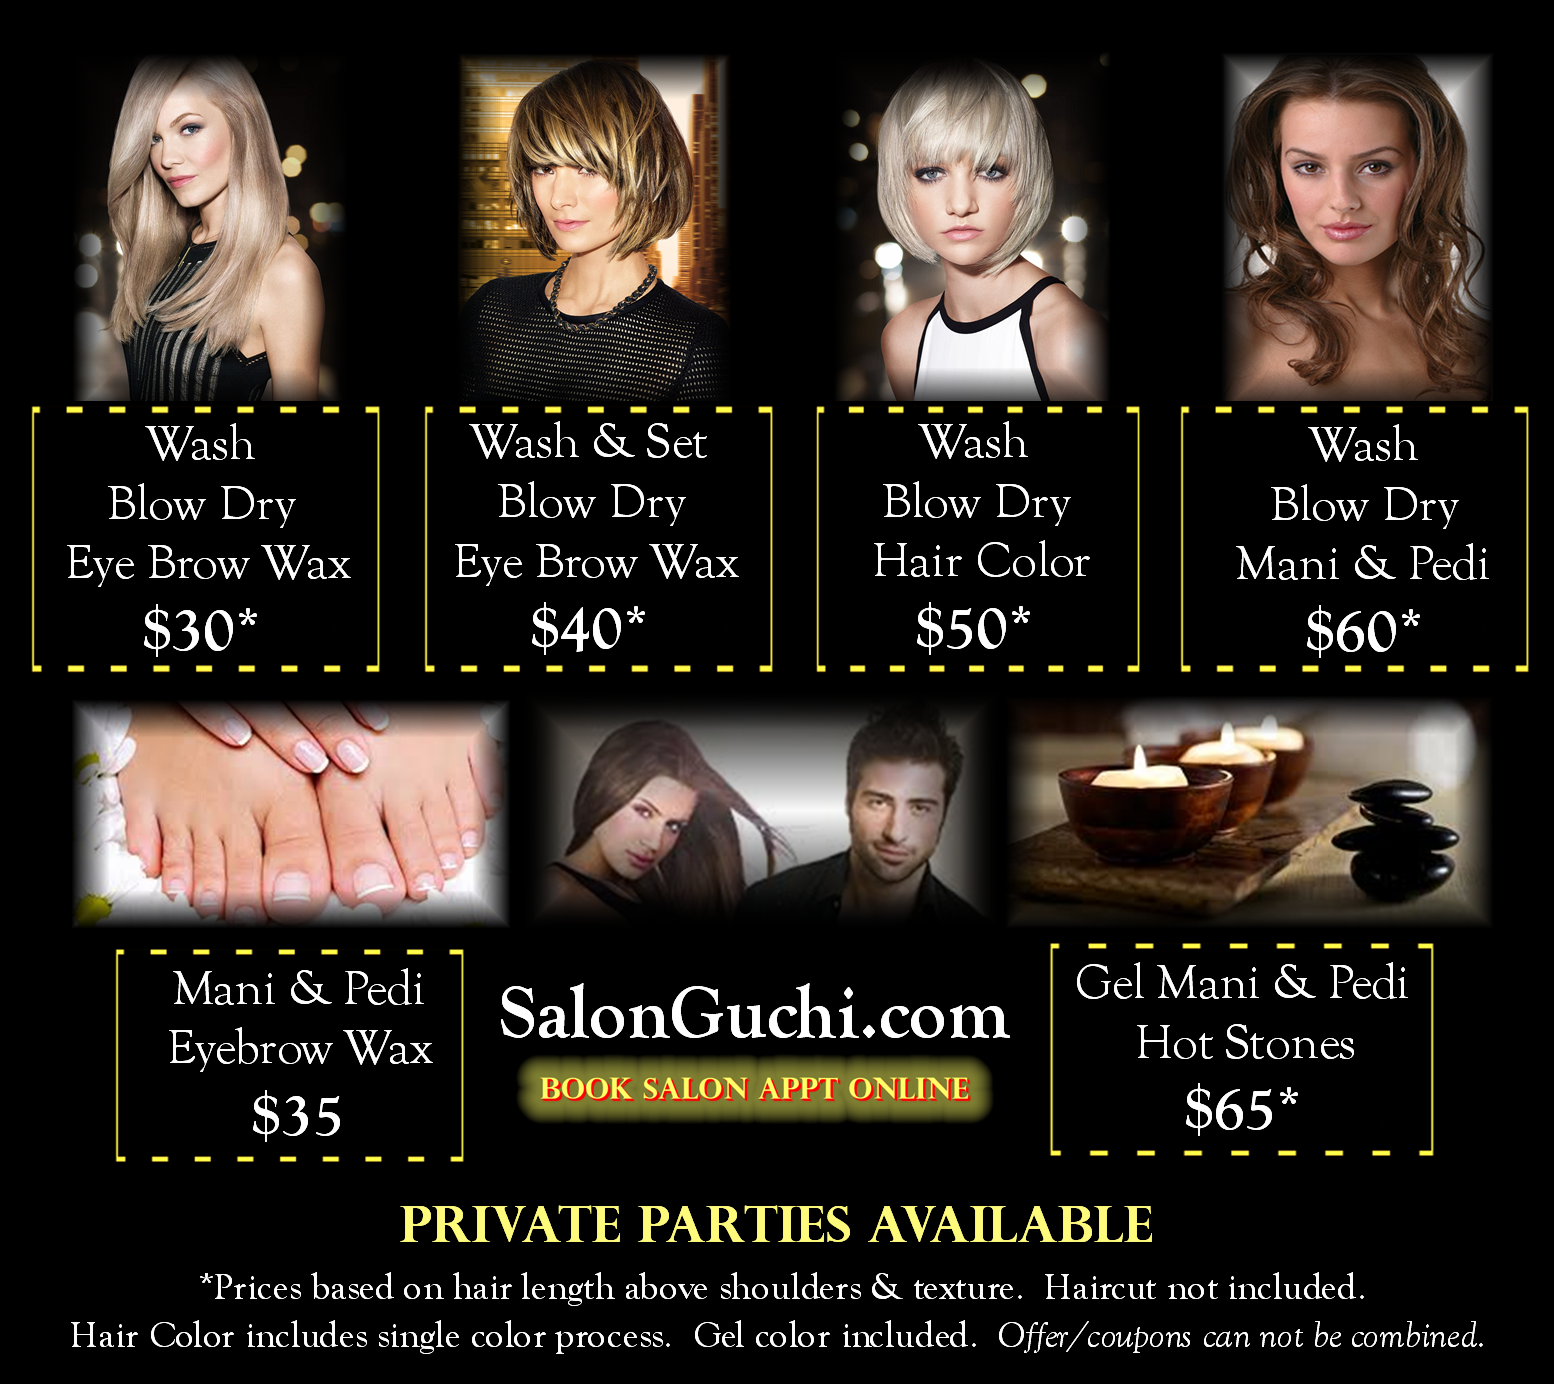 Wash
Blow Dry
Eye Brow Wax
$30*
Wash & Set
Blow Dry
Eye Brow Wax
$40*
Wash
Blow Dry
Hair Color
$50*
Wash
Blow Dry
Mani & Pedi
$60*
Mani & Pedi
Eyebrow Wax
$35
SalonGuchi.com
BOOK SALON APPT ONLINE
Gel Mani & Pedi
Hot Stones
$65*
PRIVATE PARTIES AVAILABLE
*Prices based on hair length above shoulders & texture. Haircut not included.
Hair Color includes single color process. Gel color included. Offer/coupons can not be combined.